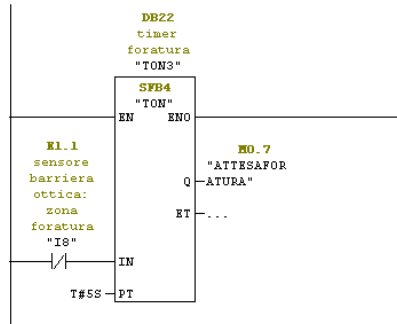 DB22
timer
foratura
"TON3"
SFB4
"TON"
EN ENO
E1.1
sensore
barriera
ottica:
zona
foratura
"I8"
M0.7
"ATTESAFOR
Q ATURA"
ET ...
IN
T#5S PT